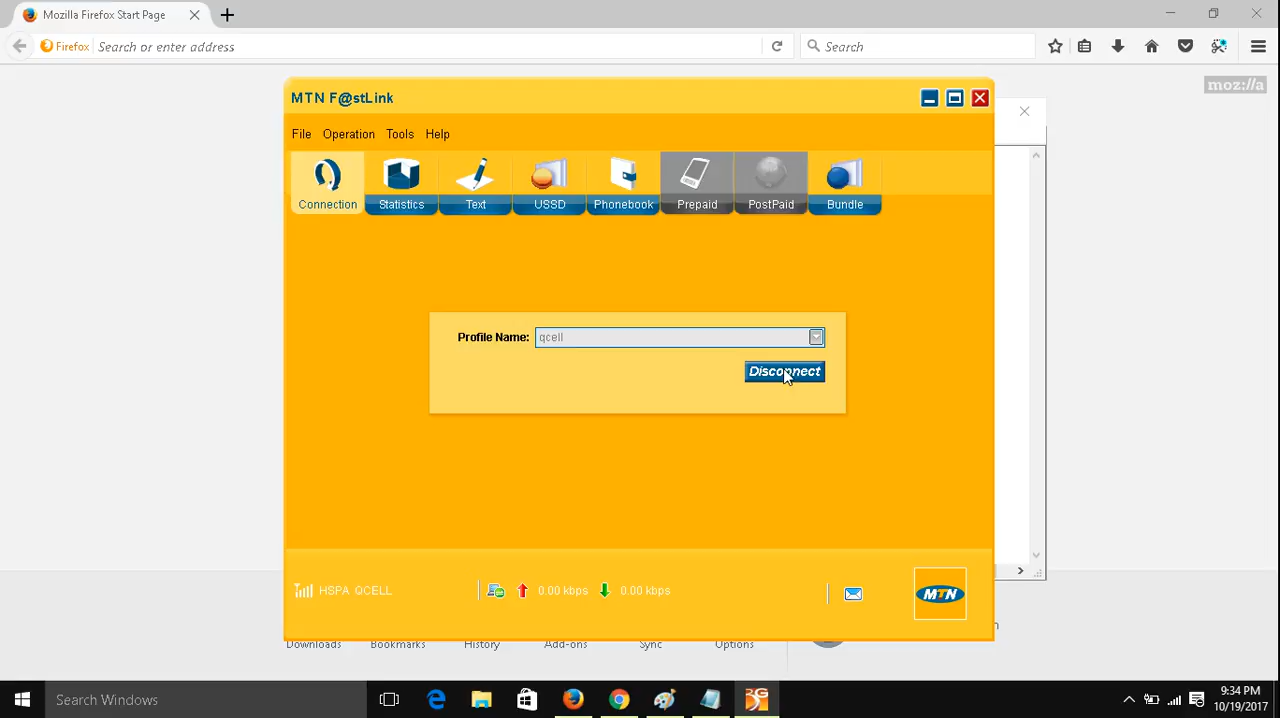 Mozilla Firefox Start Page
Firefox Search or enter address
Search
moz://a
MTN F@stLink
File Operation Tools Help
Connection Statistics Text USSD Phonebook Prepaid PostPaid Bundle
Profile Name: qcell
Disconnect
HSPA QCELL
0.00 kbps 0.00 kbps
MTN
Downloads Bookmarks History Add-ons Sync Options
Search Windows
3G
9:34 PM
10/19/2017